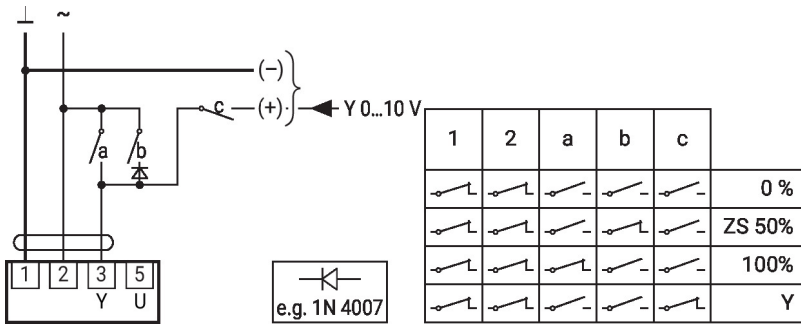 ⊥ ~
(–)
c (+) Y 0...10 V
a b
1 2 3 5
Y U
e.g. 1N 4007
1 2 a b c
0 %
ZS 50%
100%
Y